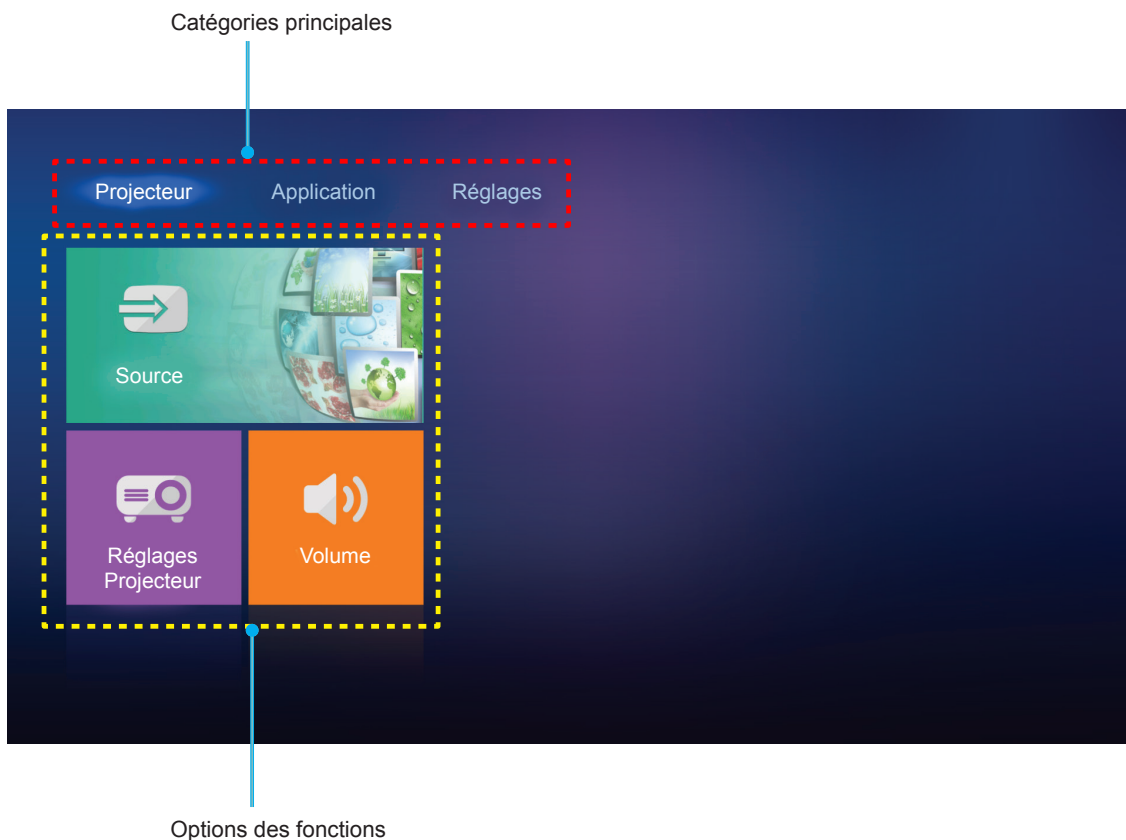 Catégories principales
Projecteur
Application
Réglages
Source
Réglages
Projecteur
Volume
Options des fonctions